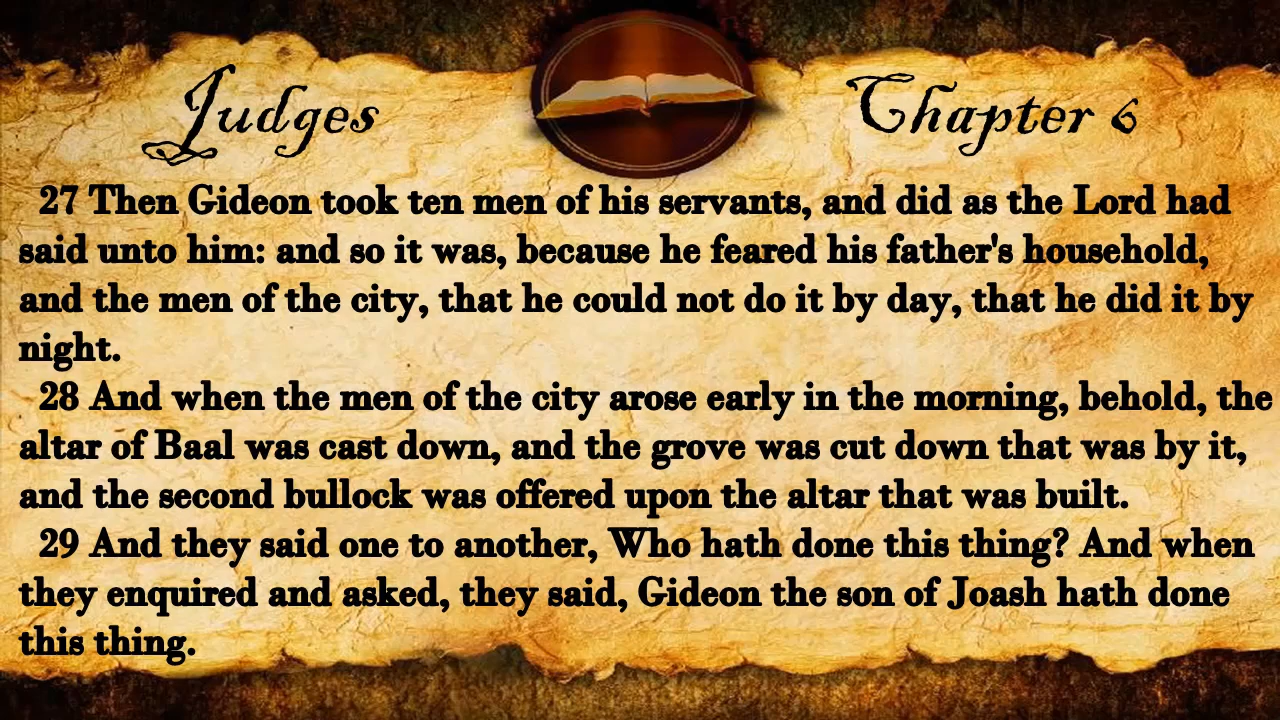 Judges
Chapter 6
27 Then Gideon took ten men of his servants, and did as the Lord had
said unto him: and so it was, because he feared his father's household,
and the men of the city, that he could not do it by day, that he did it by
night.
28 And when the men of the city arose early in the morning, behold, the
altar of Baal was cast down, and the grove was cut down that was by it,
and the second bullock was offered upon the altar that was built.
29 And they said one to another, Who hath done this thing? And when
they enquired and asked, they said, Gideon the son of Joash hath done
this thing.